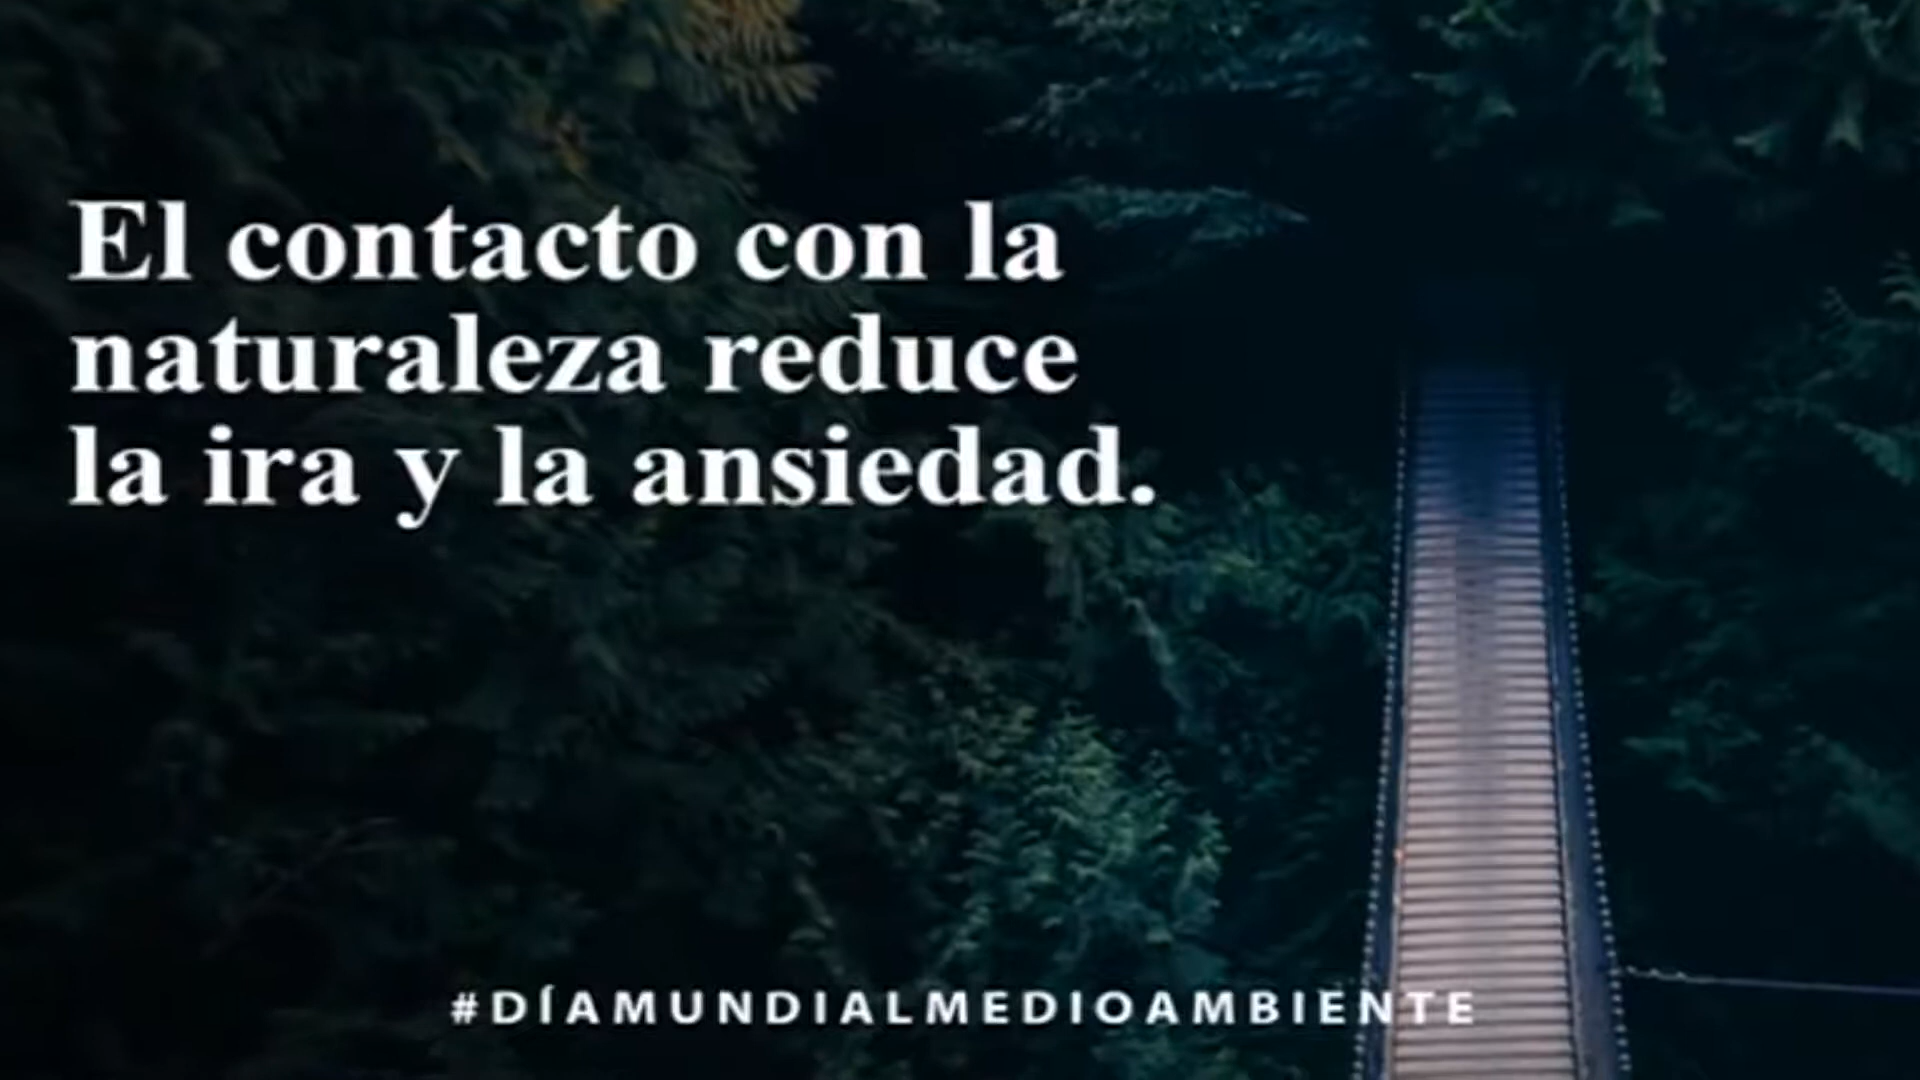 El contacto con la
naturaleza reduce
la ira y la ansiedad.
#DÍAMUNDIALMEDIOAMBIENTE